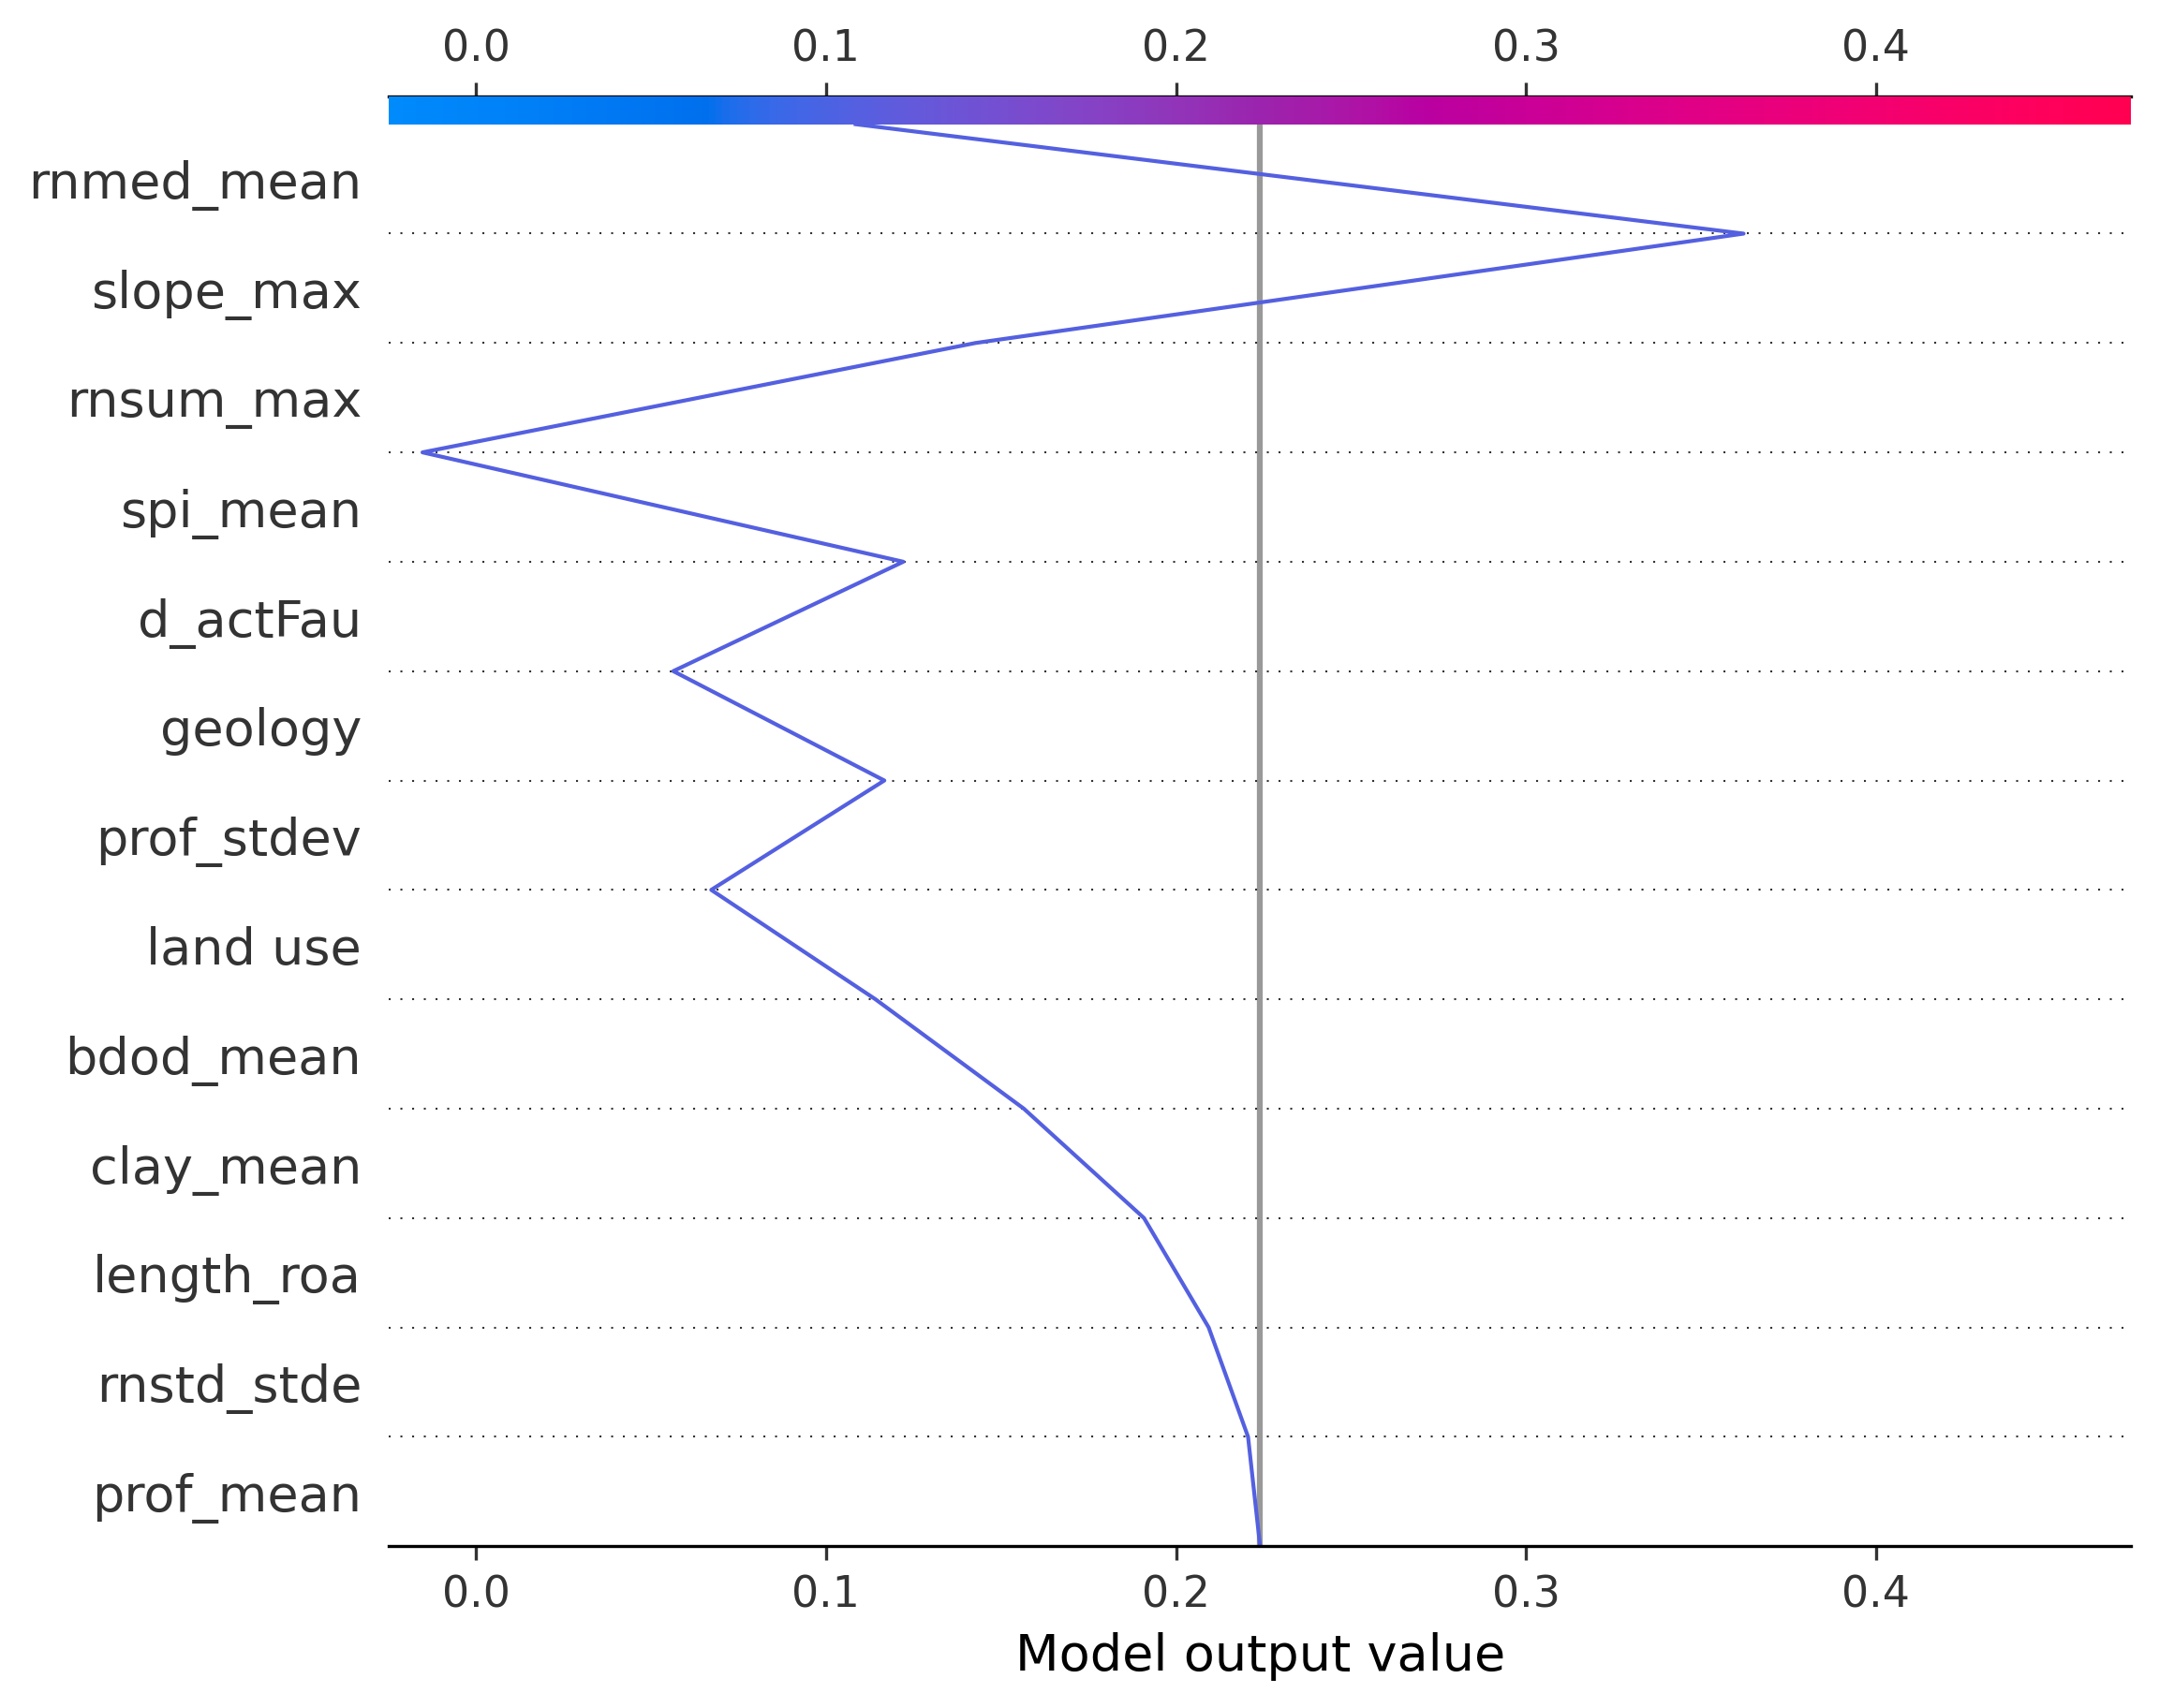 0.0 0.1 0.2 0.3 0.4
rnmed_mean
slope_max
rnsum_max
spi_mean
d_actFau
geology
prof_stdev
land use
bdod_mean
clay_mean
length_roa
rnstd_stde
prof_mean
0.0 0.1 0.2 0.3 0.4
Model output value